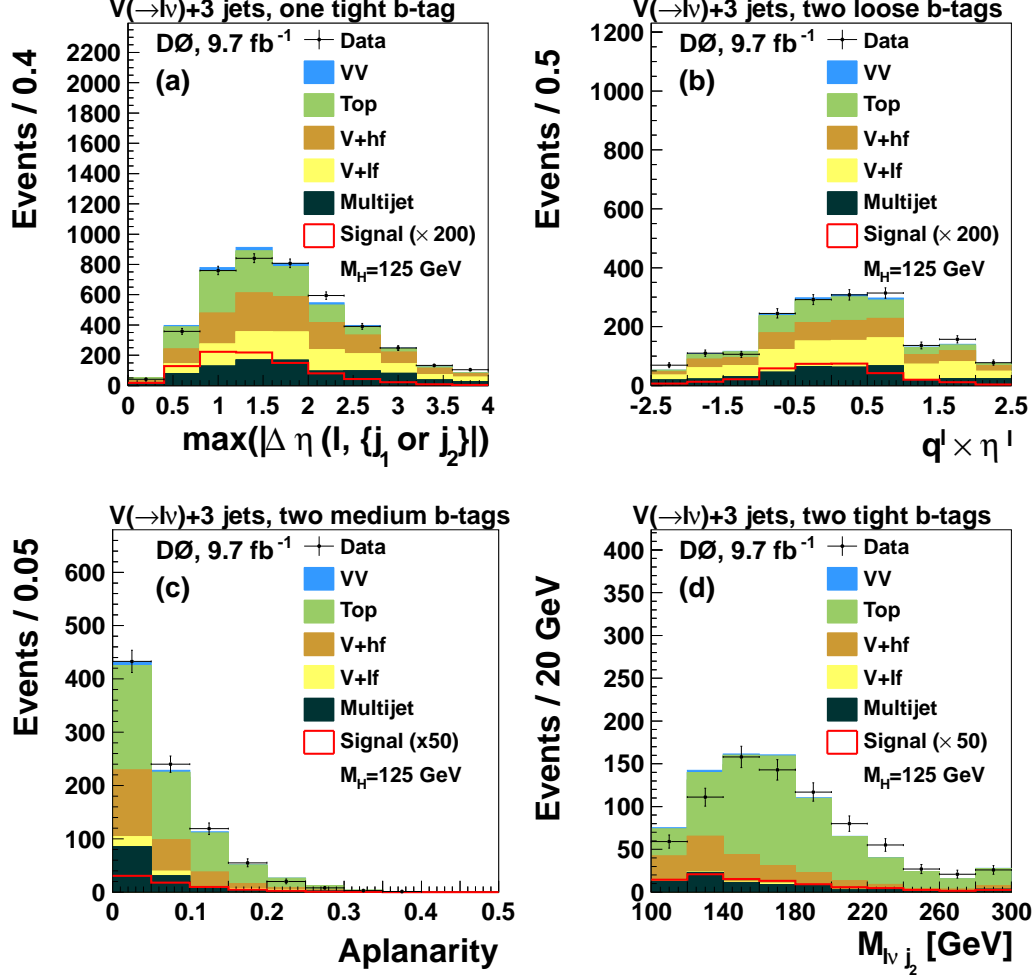 V(→lν)+3 jets, one tight b-tag
Events / 0.4
2200
2000
1800
1600
1400
1200
1000
800
600
400
200
0
DØ, 9.7 fb⁻¹
(a)
Data
VV
Top
V+hf
V+lf
Multijet
Signal (× 200)
M_H=125 GeV
0 0.5 1 1.5 2 2.5 3 3.5 4
max(|Δ η (l, {j₁ or j₂}|)
V(→lν)+3 jets, two loose b-tags
Events / 0.5
1200
1000
800
600
400
200
0
DØ, 9.7 fb⁻¹
(b)
Data
VV
Top
V+hf
V+lf
Multijet
Signal (× 200)
M_H=125 GeV
-2.5 -1.5 -0.5 0.5 1.5 2.5
qˡ × ηˡ
V(→lν)+3 jets, two medium b-tags
Events / 0.05
600
500
400
300
200
100
0
DØ, 9.7 fb⁻¹
(c)
Data
VV
Top
V+hf
V+lf
Multijet
Signal (x50)
M_H=125 GeV
0 0.1 0.2 0.3 0.4 0.5
Aplanarity
V(→lν)+3 jets, two tight b-tags
Events / 20 GeV
400
350
300
250
200
150
100
50
0
DØ, 9.7 fb⁻¹
(d)
Data
VV
Top
V+hf
V+lf
Multijet
Signal (× 50)
M_H=125 GeV
100 140 180 220 260 300
M_lν j₂ [GeV]